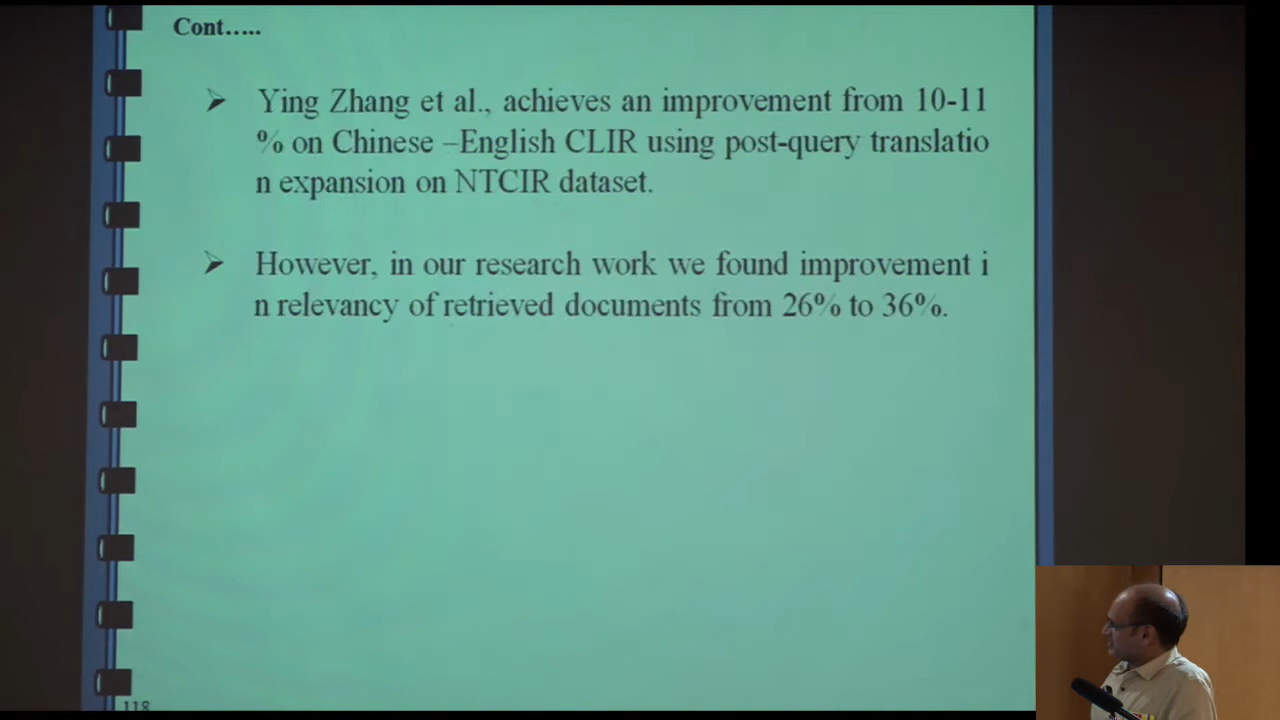 Cont.....
➢ Ying Zhang et al., achieves an improvement from 10-11
% on Chinese –English CLIR using post-query translatio
n expansion on NTCIR dataset.
➢ However, in our research work we found improvement i
n relevancy of retrieved documents from 26% to 36%.
118